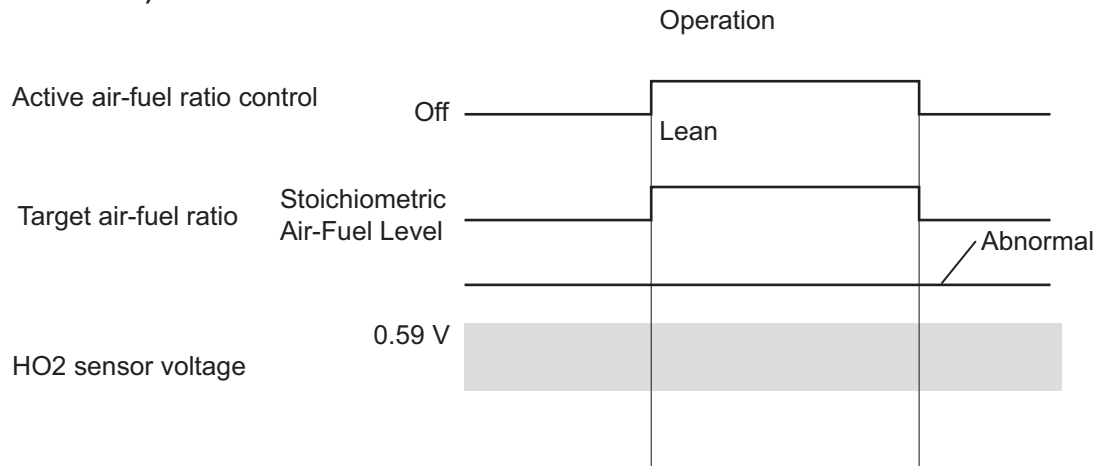 Operation
Active air-fuel ratio control
Off
Lean
Target air-fuel ratio
Stoichiometric
Air-Fuel Level
Abnormal
0.59 V
HO2 sensor voltage